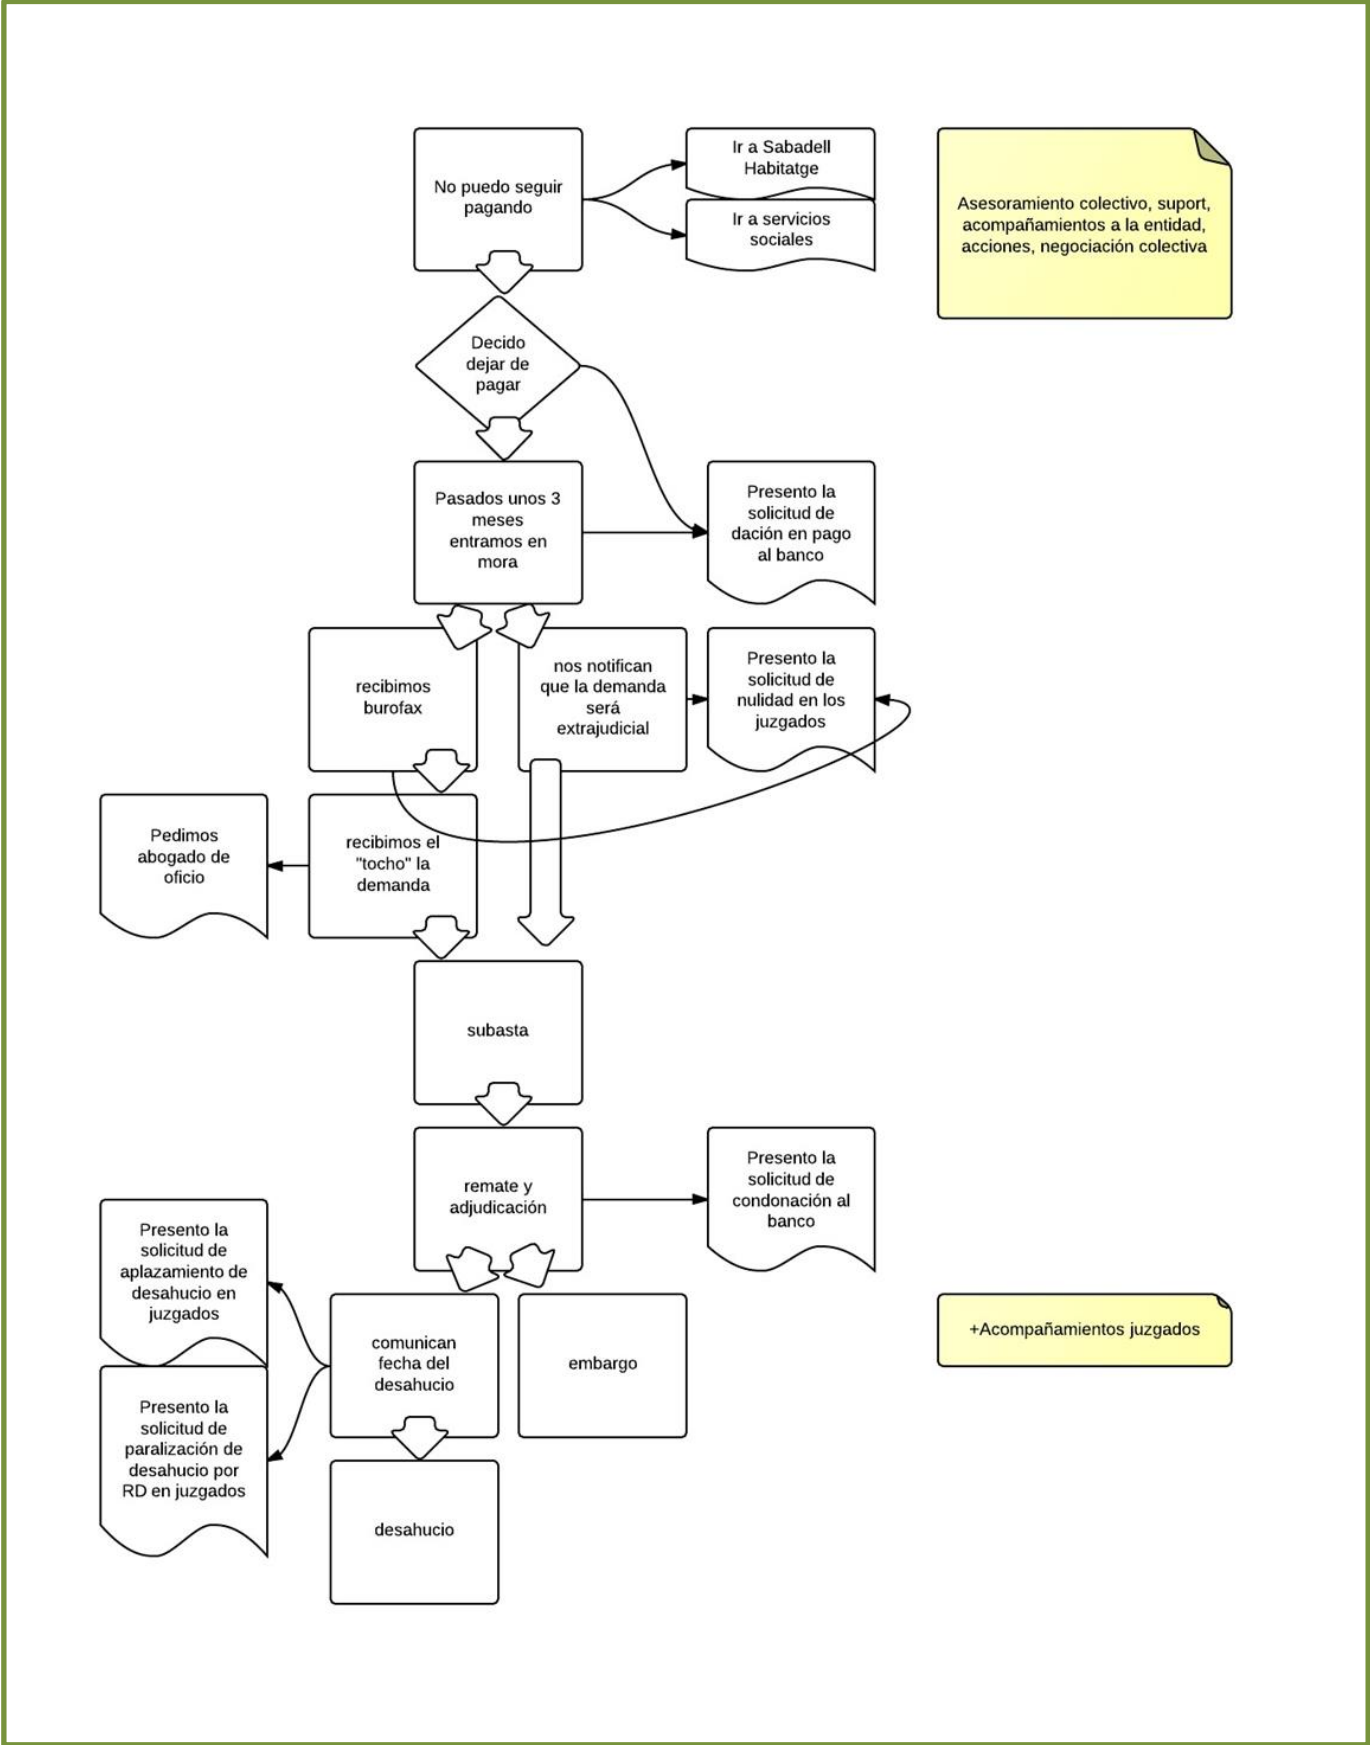 No puedo seguir
pagando
Ir a Sabadell
Habitatge
Ir a servicios
sociales
Asesoramiento colectivo, suport,
acompañamientos a la entidad,
acciones, negociación colectiva
Decido
dejar de
pagar
Pasados unos 3
meses
entramos en
mora
Presento la
solicitud de
dación en pago
al banco
recibimos
burofax
nos notifican
que la demanda
será
extrajudicial
Presento la
solicitud de
nulidad en los
juzgados
Pedimos
abogado de
oficio
recibimos el
"tocho" la
demanda
subasta
remate y
adjudicación
Presento la
solicitud de
condonación al
banco
Presento la
solicitud de
aplazamiento de
desahucio en
juzgados
comunican
fecha del
desahucio
embargo
+Acompañamientos juzgados
Presento la
solicitud de
paralización de
desahucio por
RD en juzgados
desahucio